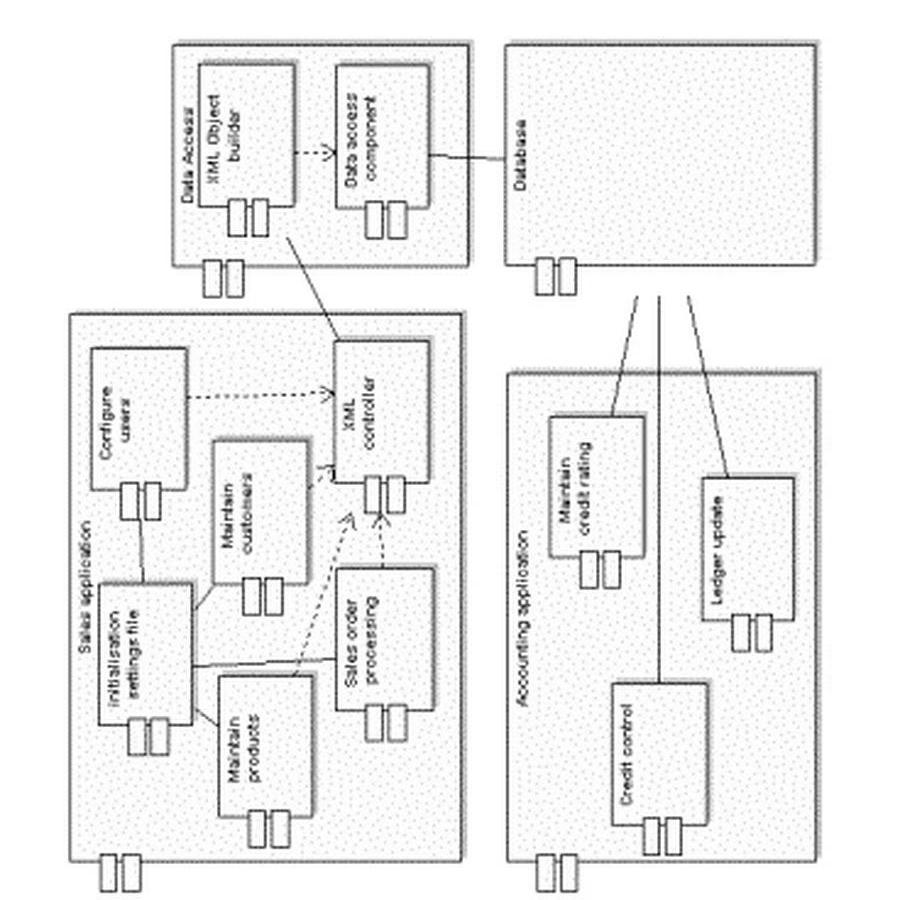 Sales application
initialisation
settings file
Configure
users
Maintain
products
Maintain
customers
Sales order
processing
XML
controller
Data Access
XML Object
builder
Data access
component
Accounting application
Credit control
Maintain
credit rating
Ledger update
Database